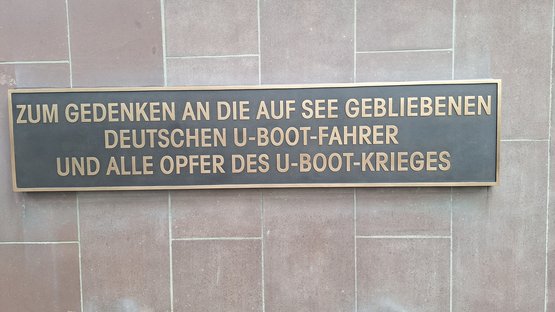 ZUM GEDENKEN AN DIE AUF SEE GEBLIEBENEN
DEUTSCHEN U-BOOT-FAHRER
UND ALLE OPFER DES U-BOOT-KRIEGES